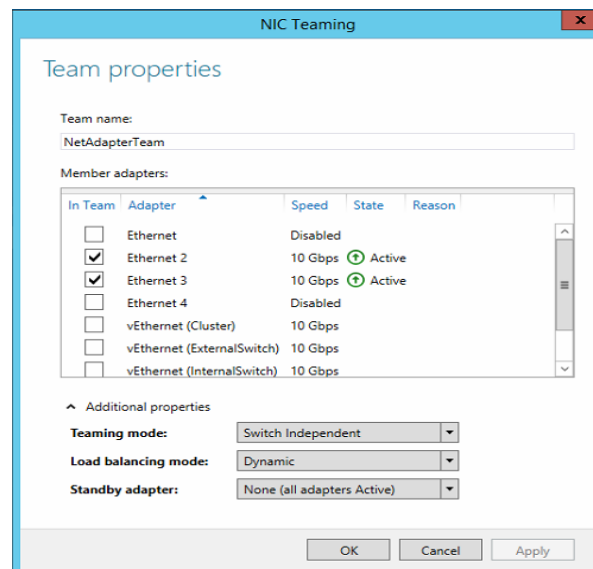 NIC Teaming
x
Team properties
Team name:
NetAdapterTeam
Member adapters:
In Team Adapter Speed State Reason
Ethernet Disabled
Ethernet 2 10 Gbps Active
Ethernet 3 10 Gbps Active
Ethernet 4 Disabled
vEthernet (Cluster) 10 Gbps
vEthernet (ExternalSwitch) 10 Gbps
vEthernet (InternalSwitch) 10 Gbps
Additional properties
Teaming mode: Switch Independent
Load balancing mode: Dynamic
Standby adapter: None (all adapters Active)
OK Cancel Apply